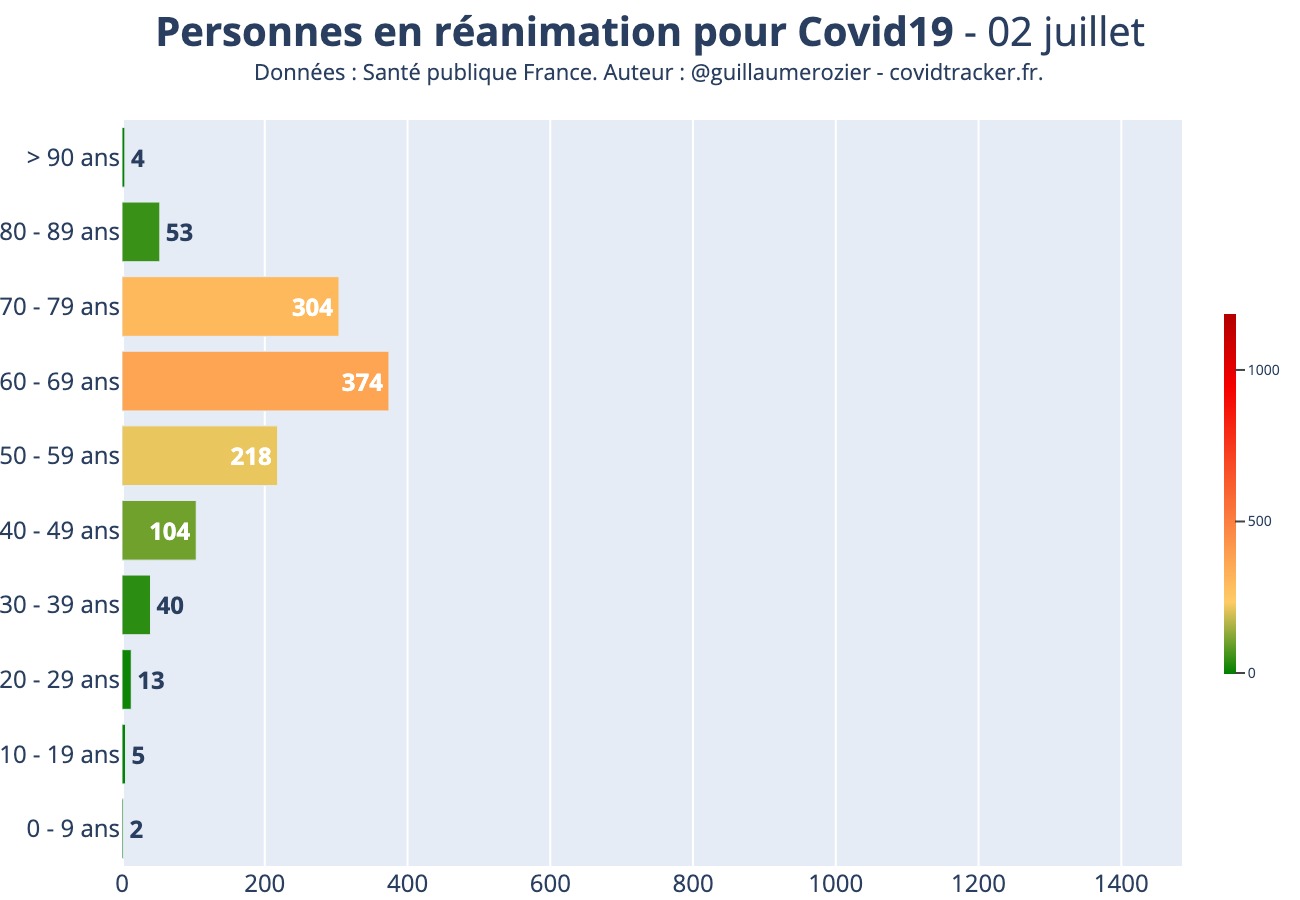 Personnes en réanimation pour Covid19 - 02 juillet
Données : Santé publique France. Auteur : @guillaumerozier - covidtracker.fr.
> 90 ans 4
80 - 89 ans 53
70 - 79 ans 304
60 - 69 ans 374
50 - 59 ans 218
40 - 49 ans 104
30 - 39 ans 40
20 - 29 ans 13
10 - 19 ans 5
0 - 9 ans 2
0 200 400 600 800 1000 1200 1400
1000
500
0